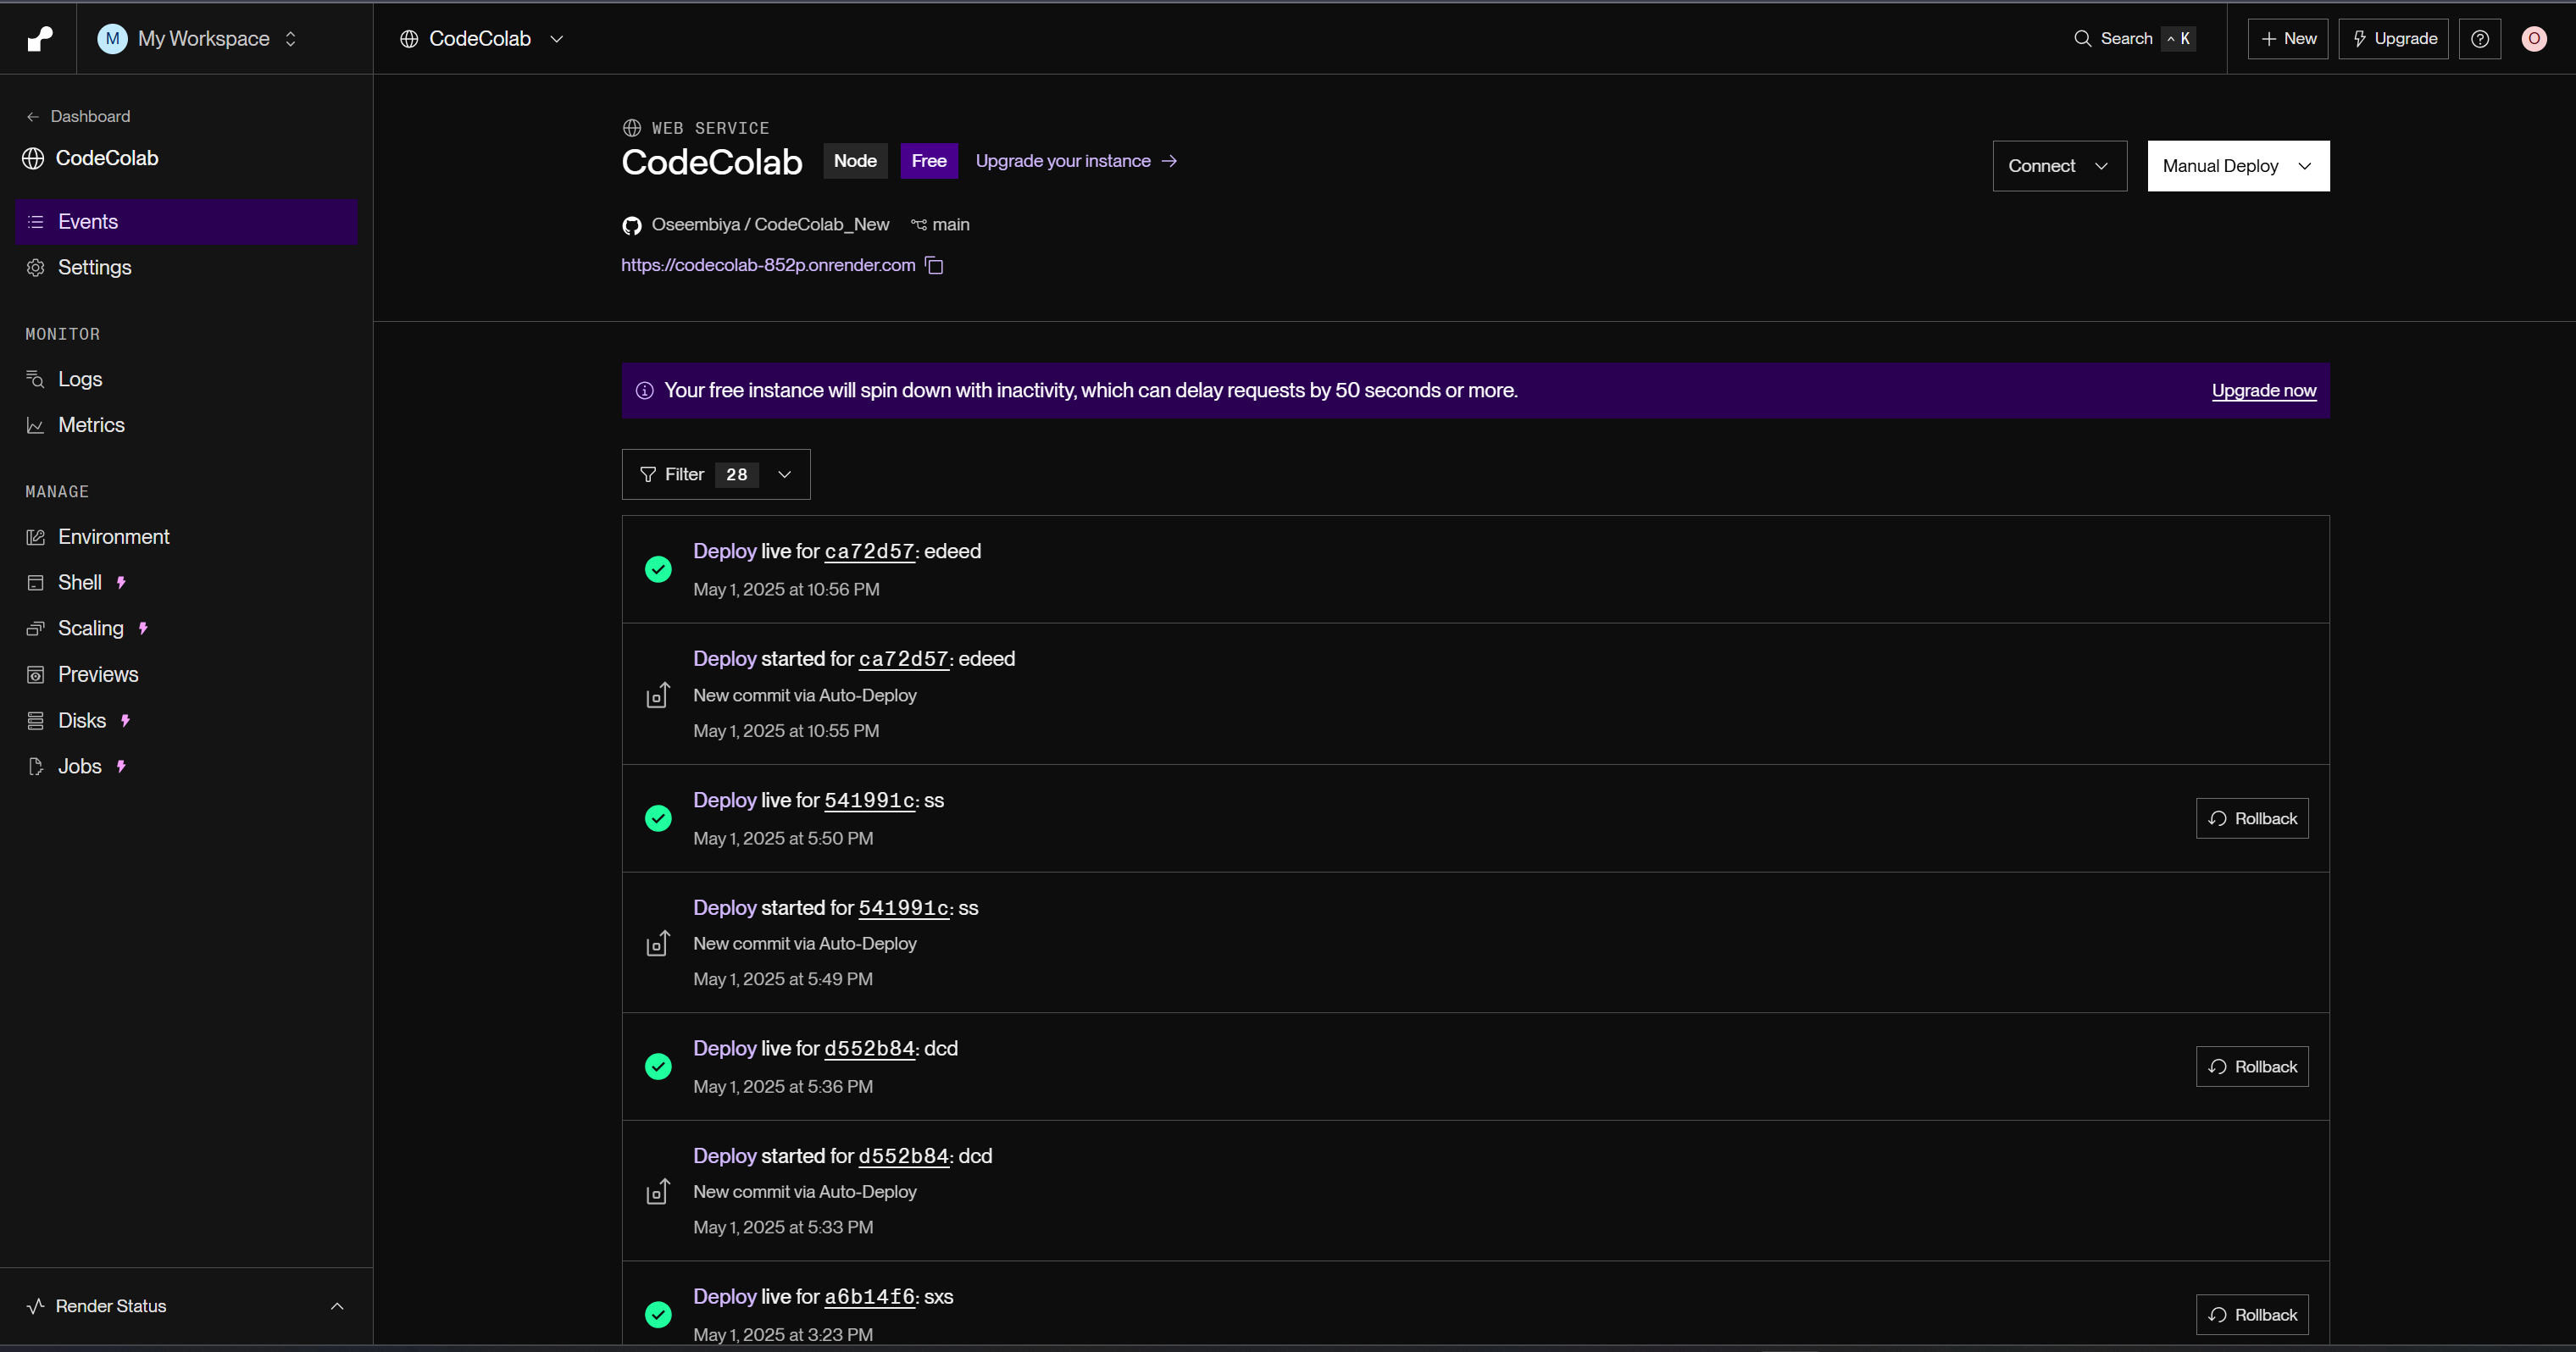 M My Workspace
CodeColab
Search ^ K
+ New
Upgrade
O
Dashboard
CodeColab
Events
Settings
MONITOR
Logs
Metrics
MANAGE
Environment
Shell
Scaling
Previews
Disks
Jobs
Render Status
WEB SERVICE
CodeColab Node Free Upgrade your instance
Connect
Manual Deploy
Oseembiya / CodeColab_New main
https://codecolab-852p.onrender.com
Your free instance will spin down with inactivity, which can delay requests by 50 seconds or more.
Upgrade now
Filter 28
Deploy live for ca72d57: edeed
May 1, 2025 at 10:56 PM
Deploy started for ca72d57: edeed
New commit via Auto-Deploy
May 1, 2025 at 10:55 PM
Deploy live for 541991c: ss
May 1, 2025 at 5:50 PM
Rollback
Deploy started for 541991c: ss
New commit via Auto-Deploy
May 1, 2025 at 5:49 PM
Deploy live for d552b84: dcd
May 1, 2025 at 5:36 PM
Rollback
Deploy started for d552b84: dcd
New commit via Auto-Deploy
May 1, 2025 at 5:33 PM
Deploy live for a6b14f6: sxs
May 1, 2025 at 3:23 PM
Rollback